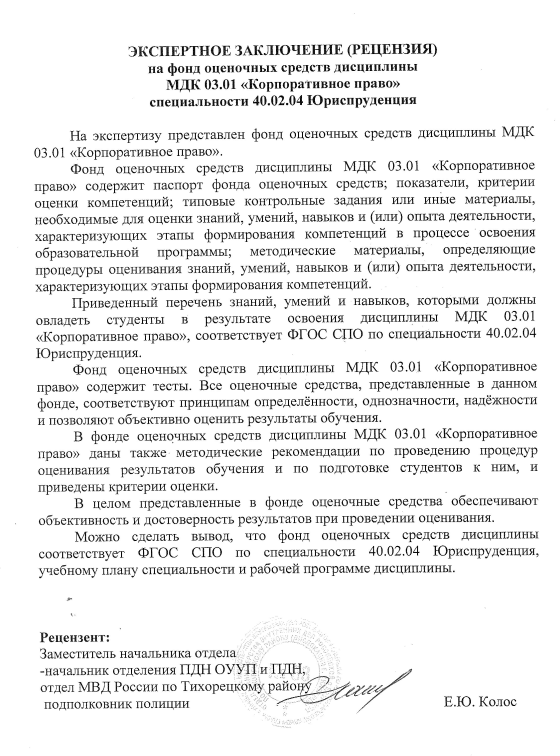 ЭКСПЕРТНОЕ ЗАКЛЮЧЕНИЕ (РЕЦЕНЗИЯ)
на фонд оценочных средств дисциплины
МДК 03.01 «Корпоративное право»
специальности 40.02.04 Юриспруденция
На экспертизу представлен фонд оценочных средств дисциплины МДК
03.01 «Корпоративное право».
Фонд оценочных средств дисциплины МДК 03.01 «Корпоративное
право» содержит паспорт фонда оценочных средств; показатели, критерии
оценки компетенций; типовые контрольные задания или иные материалы,
необходимые для оценки знаний, умений, навыков и (или) опыта деятельности,
характеризующих этапы формирования компетенций в процессе освоения
образовательной программы; методические материалы, определяющие
процедуры оценивания знаний, умений, навыков и (или) опыта деятельности,
характеризующих этапы формирования компетенций.
Приведенный перечень знаний, умений и навыков, которыми должны
овладеть студенты в результате освоения дисциплины МДК 03.01
«Корпоративное право», соответствует ФГОС СПО по специальности 40.02.04
Юриспруденция.
Фонд оценочных средств дисциплины МДК 03.01 «Корпоративное
право» содержит тесты. Все оценочные средства, представленные в данном
фонде, соответствуют принципам определённости, однозначности, надёжности
и позволяют объективно оценить результаты обучения.
В фонде оценочных средств дисциплины МДК 03.01 «Корпоративное
право» даны также методические рекомендации по проведению процедур
оценивания результатов обучения и по подготовке студентов к ним, и
приведены критерии оценки.
В целом представленные в фонде оценочные средства обеспечивают
объективность и достоверность результатов при проведении оценивания.
Можно сделать вывод, что фонд оценочных средств дисциплины
соответствует ФГОС СПО по специальности 40.02.04 Юриспруденция,
учебному плану специальности и рабочей программе дисциплины.
Рецензент:
Заместитель начальника отдела
-начальник отделения ПДН ОУУП и ПДН,
отдел МВД России по Тихорецкому району
подполковник полиции Е.Ю. Колос